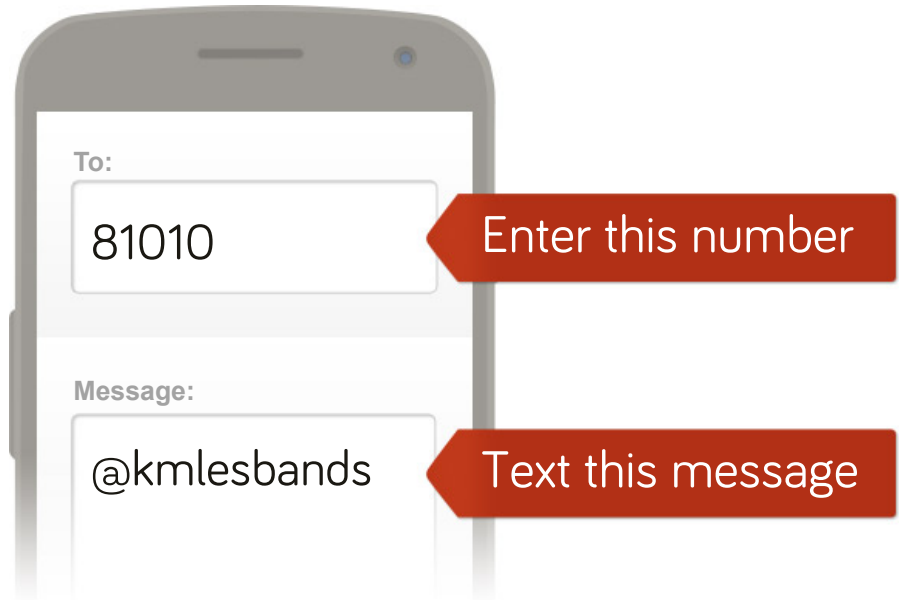 To:
81010
Enter this number
Message:
@kmlesbands
Text this message